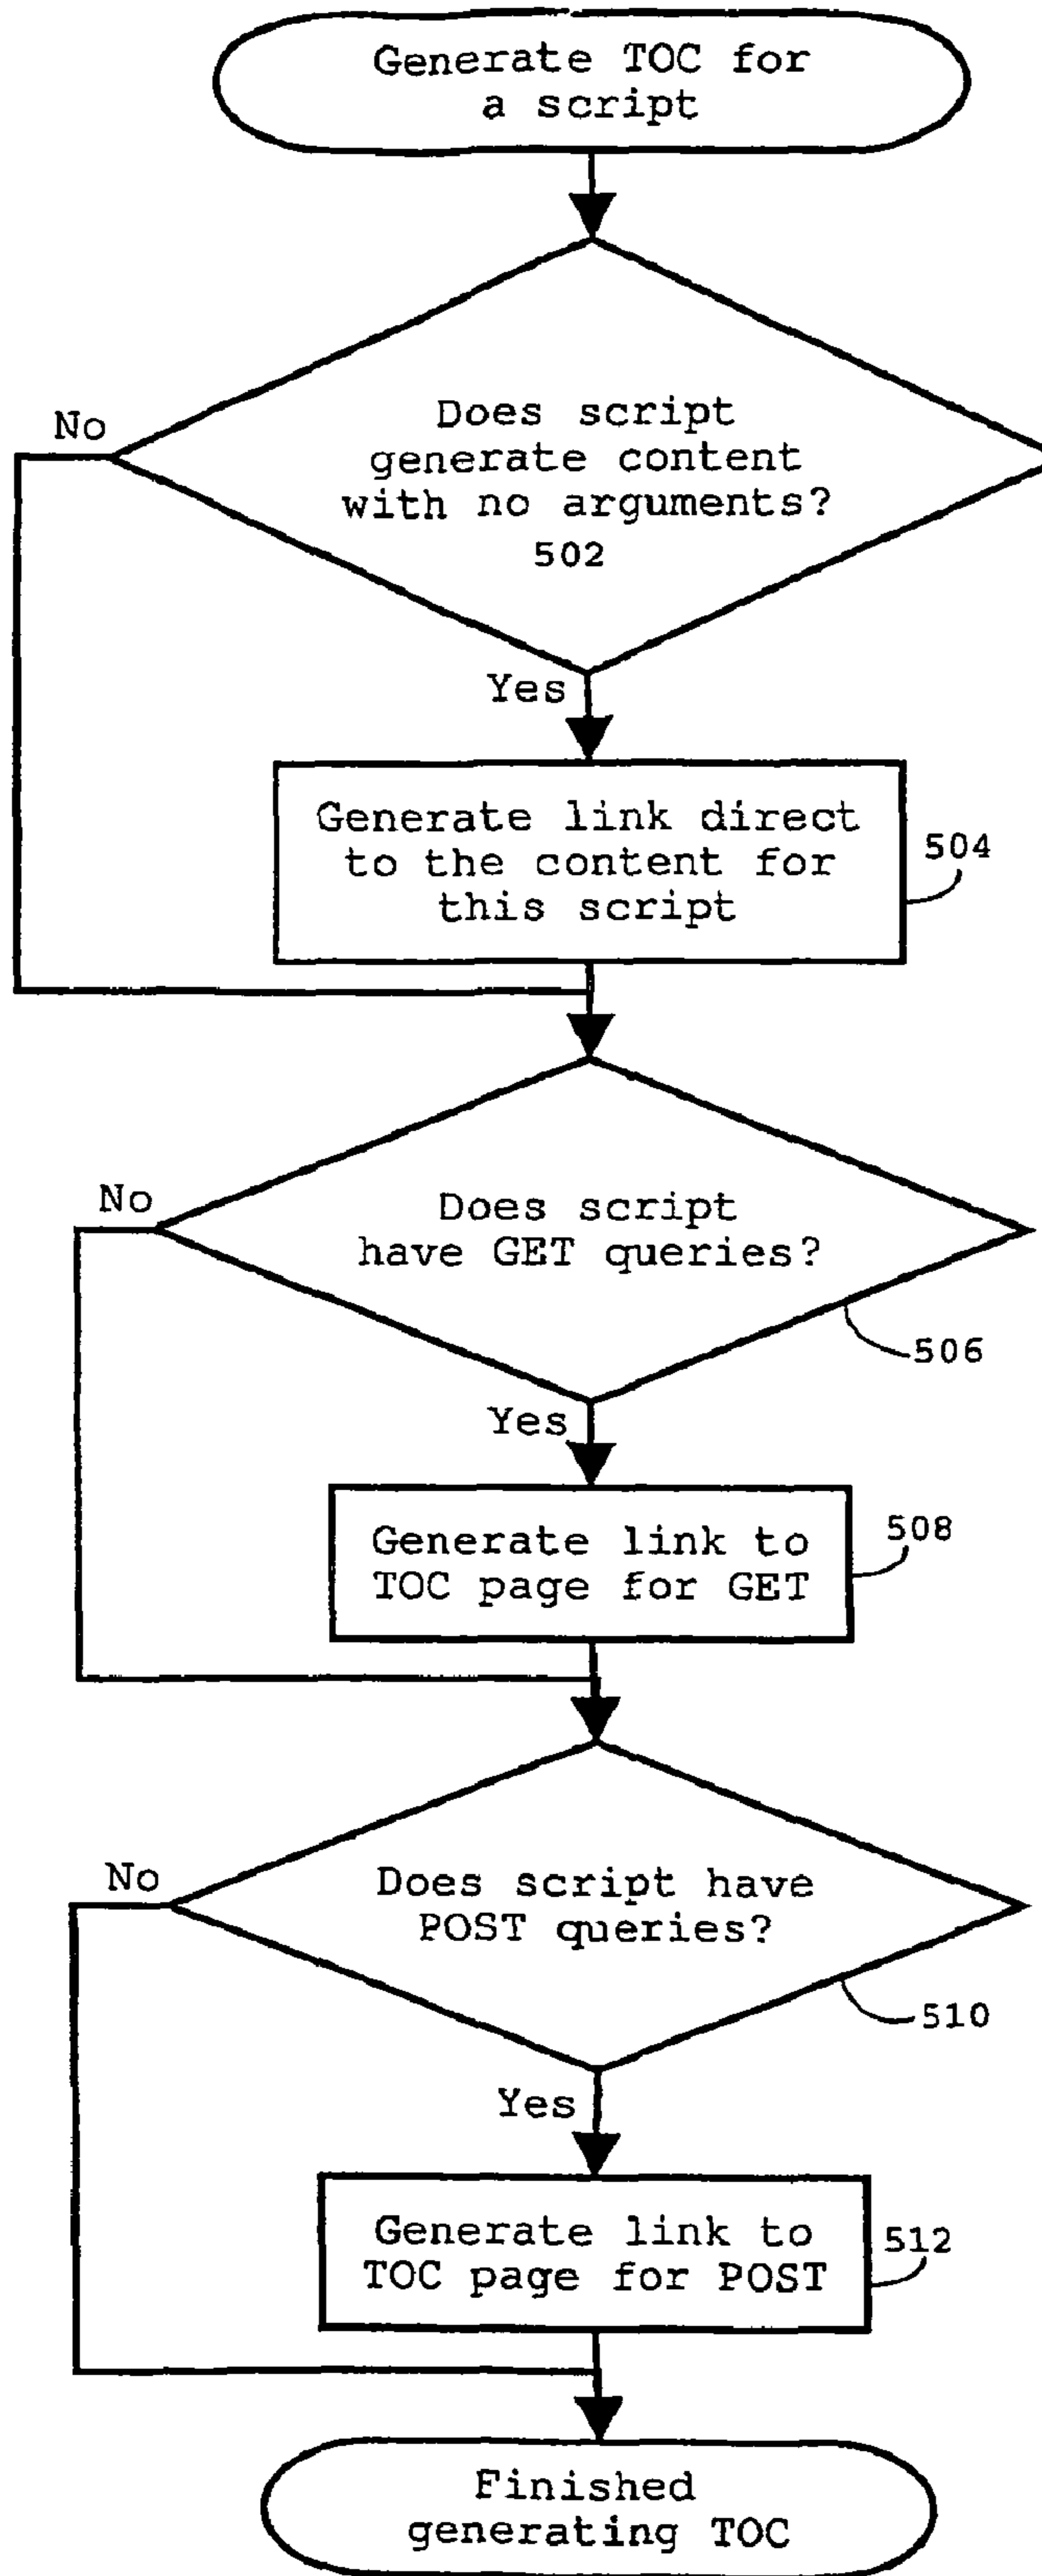 Generate TOC for
a script
Does script
generate content
with no arguments?
502
No
Yes
Generate link direct
to the content for
this script
504
Does script
have GET queries?
No
506
Yes
Generate link to
TOC page for GET
508
Does script have
POST queries?
No
510
Yes
Generate link to
TOC page for POST
512
Finished
generating TOC